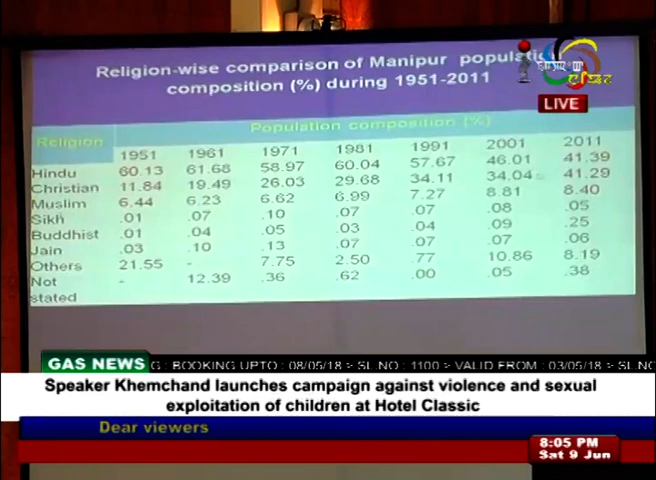 Religion-wise comparison of Manipur population
composition (%) during 1951-2011
LIVE
Religion Population composition (%)
1951 1961 1971 1981 1991 2001 2011
Hindu 60.13 61.68 58.97 60.04 57.67 46.01 41.39
Christian 11.84 19.49 26.03 29.68 34.11 34.04 41.29
Muslim 6.44 6.23 6.62 6.99 7.27 8.81 8.40
Sikh .01 .07 .10 .07 .07 .08 .05
Buddhist .01 .04 .05 .03 .04 .09 .25
Jain .03 .10 .13 .07 .07 .07 .06
Others 21.55 - 7.75 2.50 .77 10.86 8.19
Not - 12.39 .36 .62 .00 .05 .38
stated
GAS NEWS G : BOOKING UPTO : 08/05/18 > SL.NO : 1100 > VALID FROM : 03/05/18 > SL.NO
Speaker Khemchand launches campaign against violence and sexual
exploitation of children at Hotel Classic
Dear viewers
8:05 PM
Sat 9 Jun